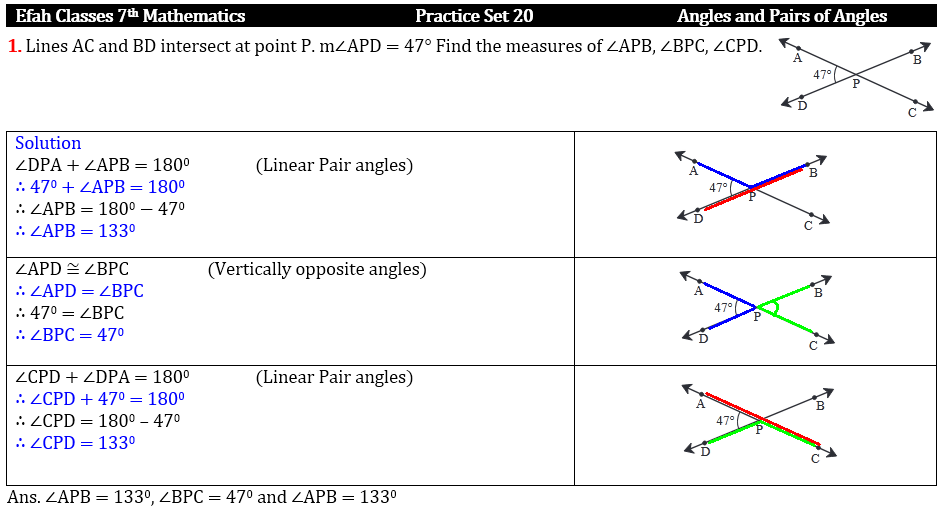 Efah Classes 7th Mathematics Practice Set 20 Angles and Pairs of Angles
1. Lines AC and BD intersect at point P. m∠APD = 47° Find the measures of ∠APB, ∠BPC, ∠CPD.
A
B
47°
P
D
C
Solution
∠DPA + ∠APB = 180⁰ (Linear Pair angles)
∴ 47⁰ + ∠APB = 180⁰
∴ ∠APB = 180⁰ – 47⁰
∴ ∠APB = 133⁰
A
B
47°
P
D
C
∠APD ≅ ∠BPC (Vertically opposite angles)
∴ ∠APD = ∠BPC
∴ 47⁰ = ∠BPC
∴ ∠BPC = 47⁰
A
B
47°
P
D
C
∠CPD + ∠DPA = 180⁰ (Linear Pair angles)
∴ ∠CPD + 47⁰ = 180⁰
∴ ∠CPD = 180⁰ – 47⁰
∴ ∠CPD = 133⁰
A
B
47°
P
D
C
Ans. ∠APB = 133⁰, ∠BPC = 47⁰ and ∠APB = 133⁰